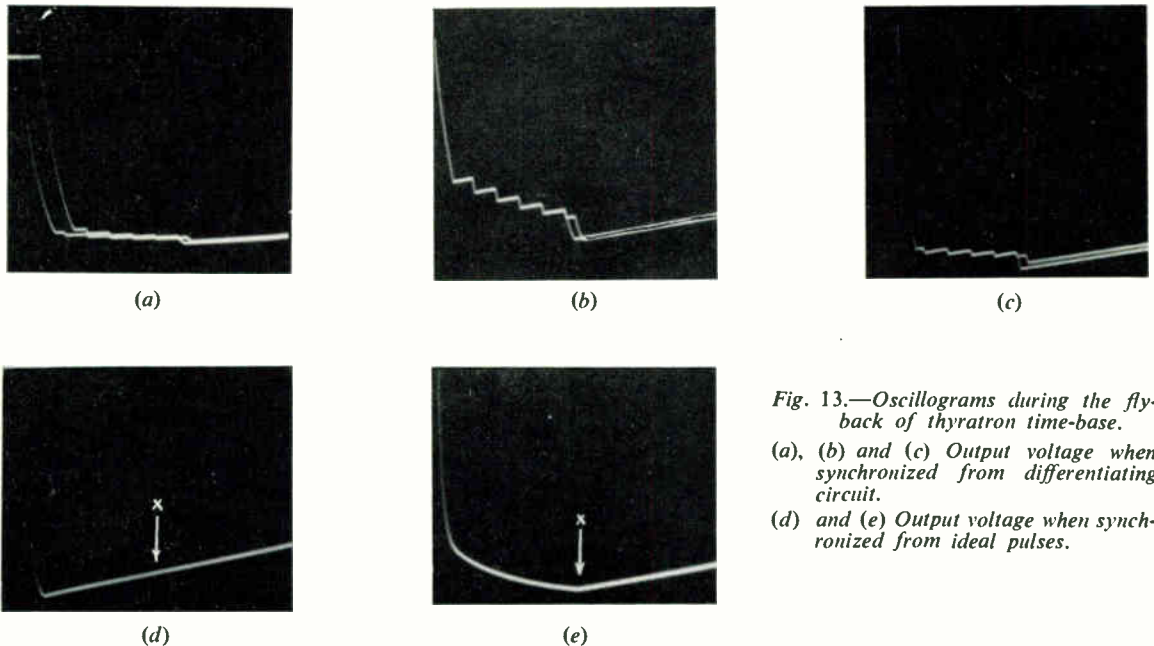 (a)
(b)
(c)
x
x
(d)
(e)
Fig. 13.—Oscillograms during the fly-
back of thyratron time-base.
(a), (b) and (c) Output voltage when
synchronized from differentiating
circuit.
(d) and (e) Output voltage when synch-
ronized from ideal pulses.